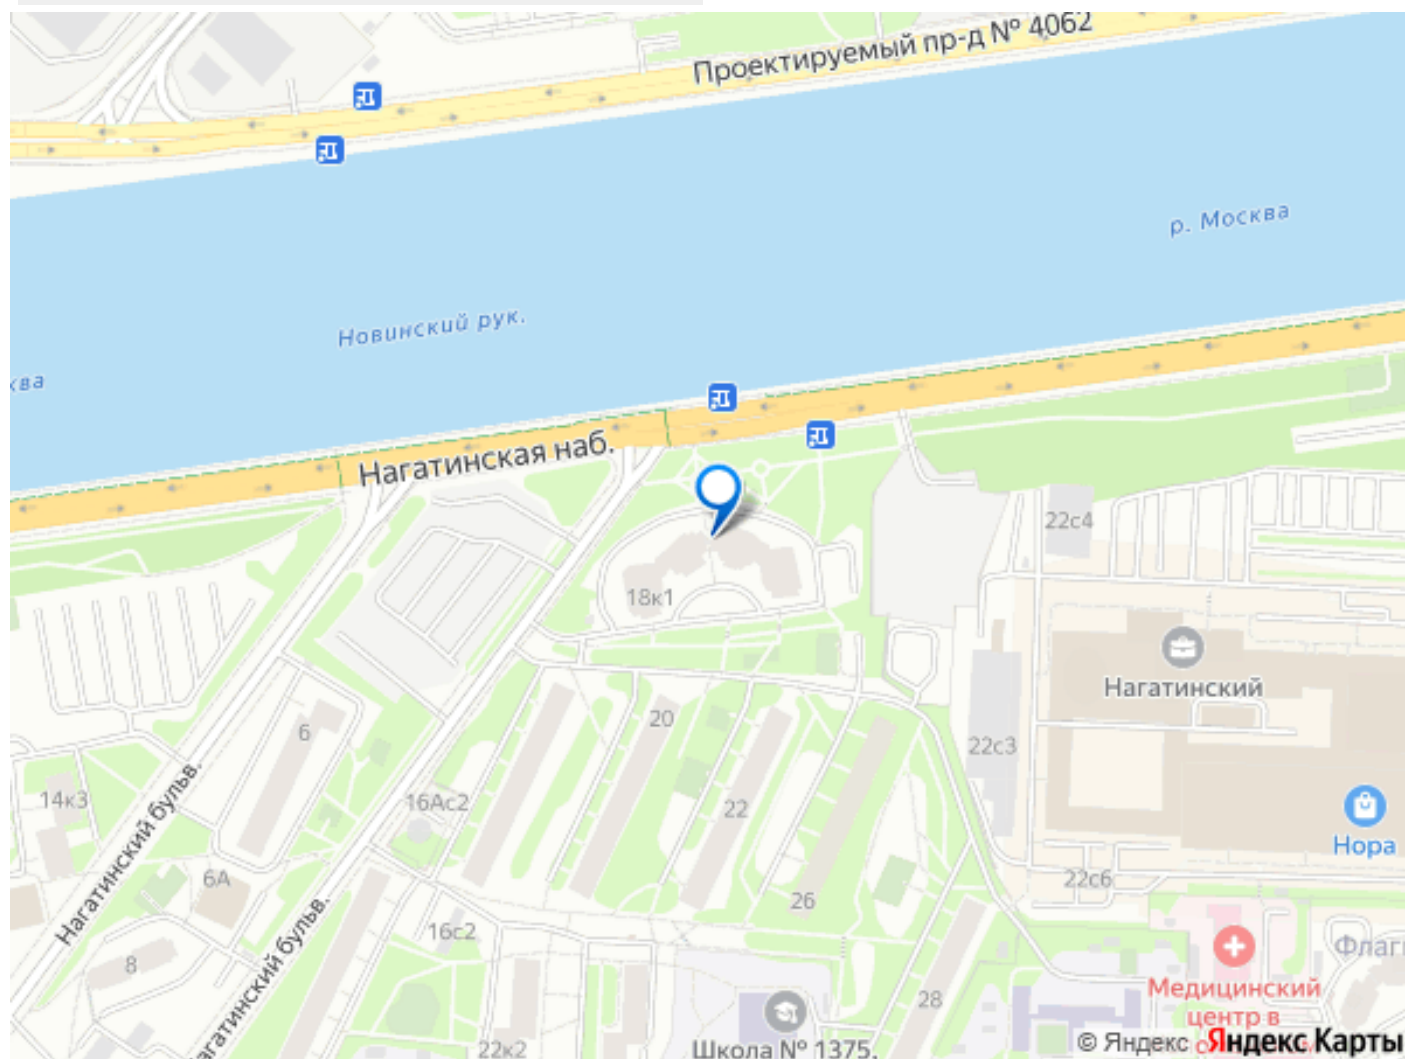 Проектируемый пр-д № 4062
р. Москва
Новинский рук.
ква
Нагатинская наб.
22с4
18к1
Нагатинский
20
6
22с3
14к3
16Ас2
22
Нора
Нагатинский бульв.
6А
22с6
26
16с2
Нагатинский бульв.
8
Флаг
28
Медицинский
центр в
22к2
Школа № 1375,
© Яндекс Яндекс Карты